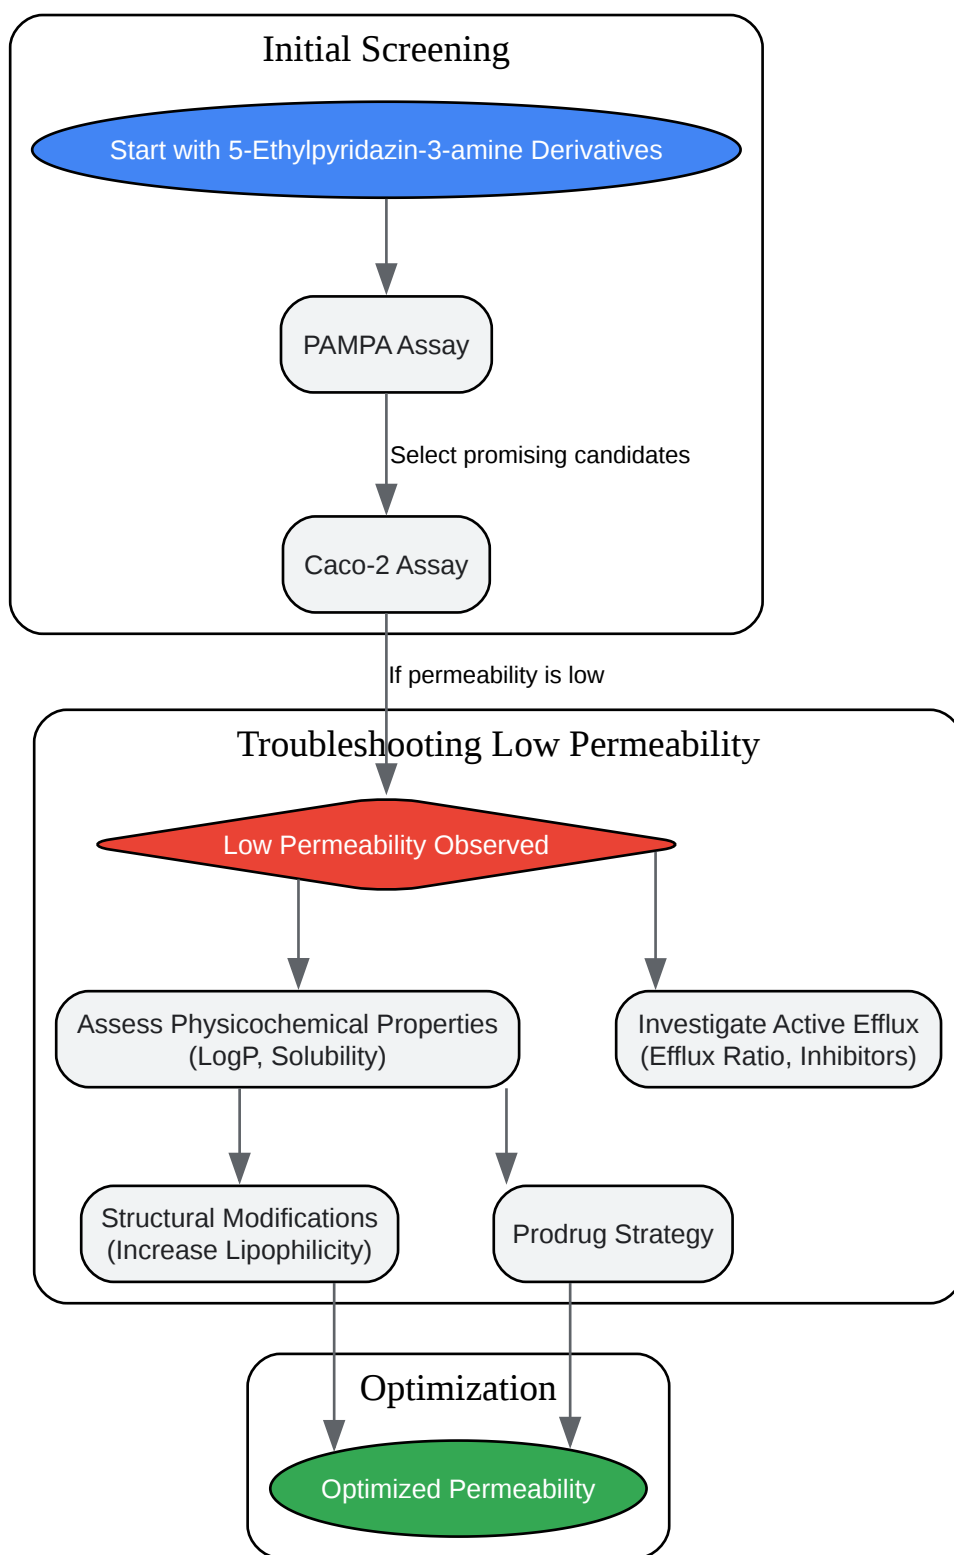 Initial Screening
Start with 5-Ethylpyridazin-3-amine Derivatives
PAMPA Assay
Select promising candidates
Caco-2 Assay
If permeability is low
Troubleshooting Low Permeability
Low Permeability Observed
Assess Physicochemical Properties
(LogP, Solubility)
Investigate Active Efflux
(Efflux Ratio, Inhibitors)
Structural Modifications
(Increase Lipophilicity)
Prodrug Strategy
Optimization
Optimized Permeability